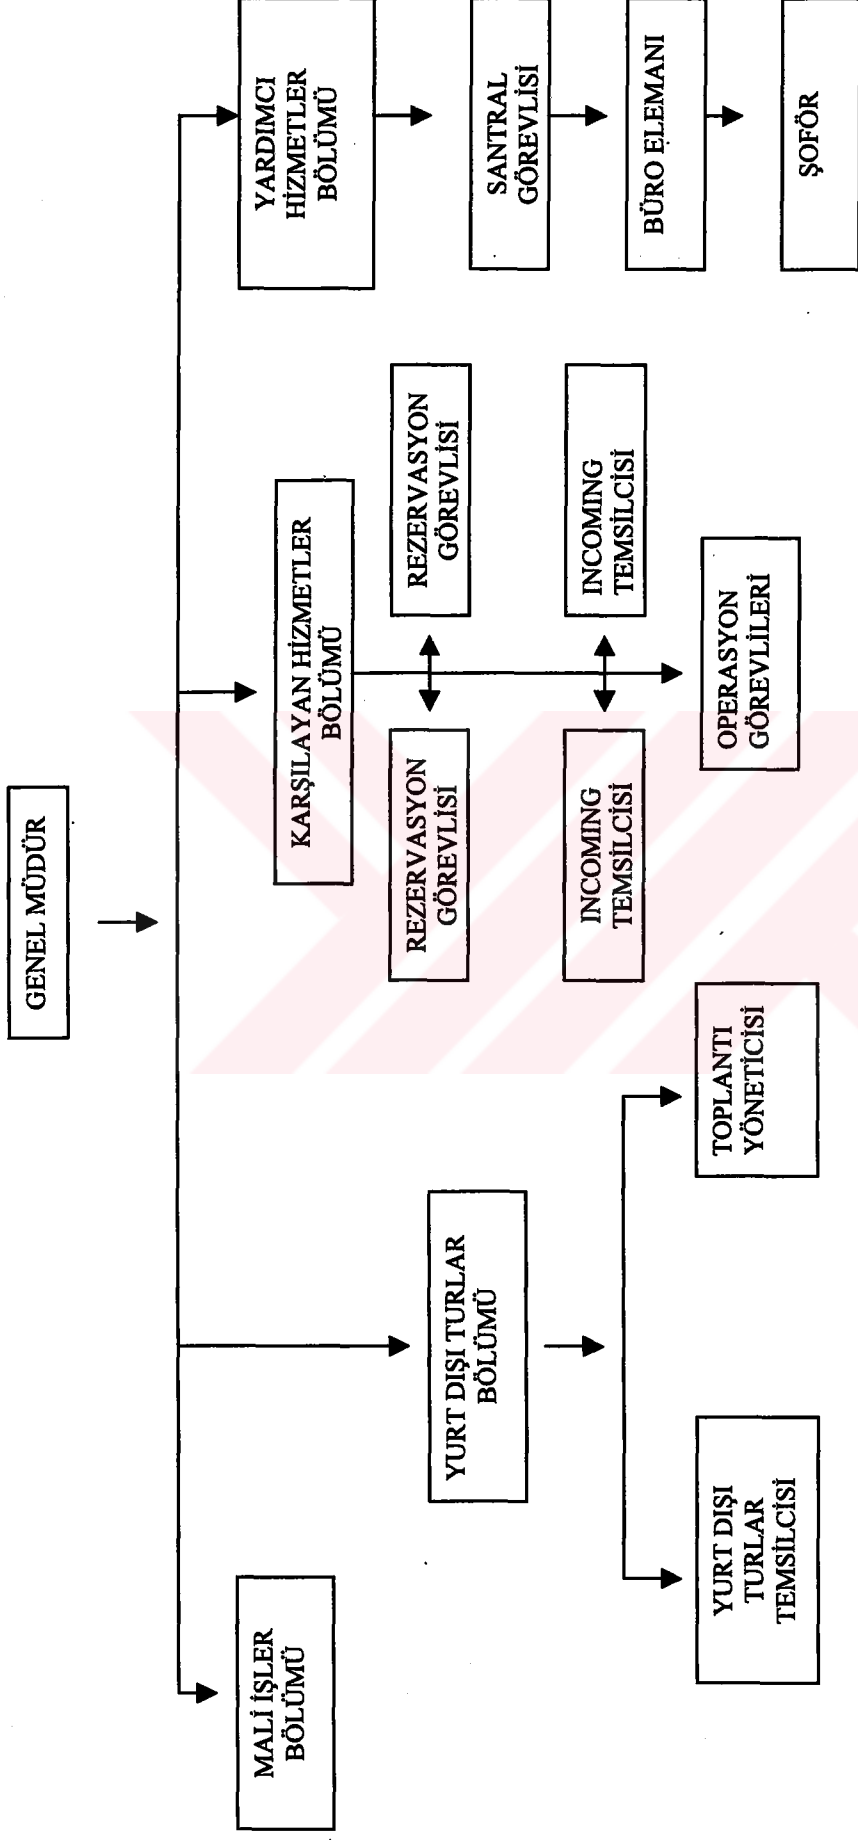 GENEL MÜDÜR
MALİ İŞLER
BÖLÜMÜ
YURT DIŞI TURLAR
BÖLÜMÜ
YURT DIŞI
TURLAR
TEMSİLCİSİ
TOPLANTI
YÖNETİCİSİ
KARŞILAYAN HİZMETLER
BÖLÜMÜ
REZERVASYON
GÖREVLİSİ
REZERVASYON
GÖREVLİSİ
INCOMING
TEMSİLCİSİ
INCOMING
TEMSİLCİSİ
OPERASYON
GÖREVLİLERİ
YARDIMCI
HİZMETLER
BÖLÜMÜ
SANTRAL
GÖREVLİSİ
BÜRO ELEMANI
ŞOFÖR